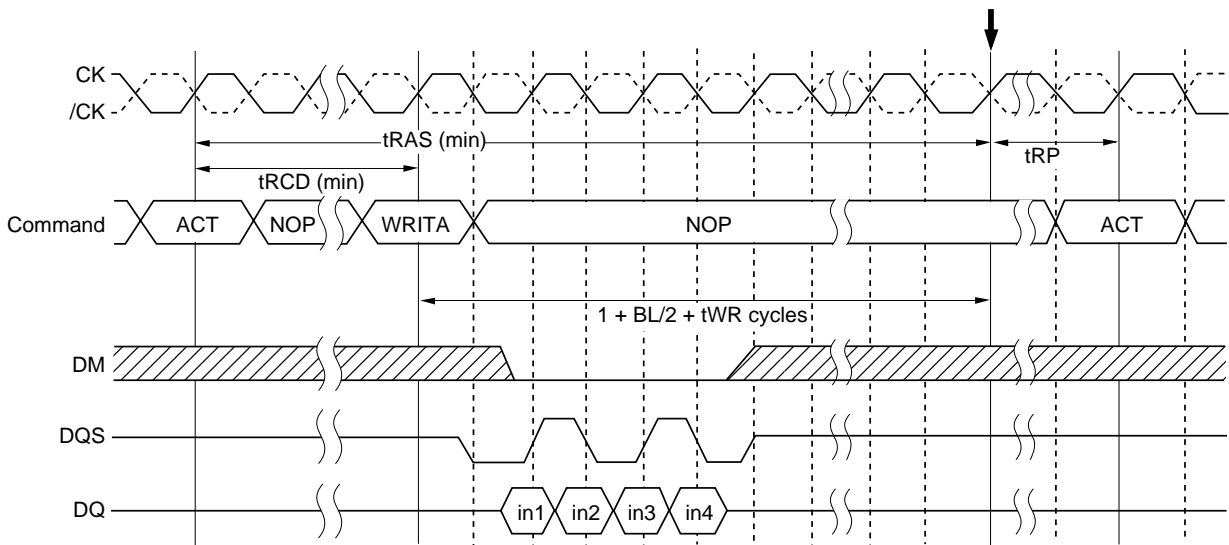 CK
/CK
tRAS (min)
tRP
tRCD (min)
Command
ACT
NOP
WRITA
NOP
ACT
1 + BL/2 + tWR cycles
DM
DQS
DQ
in1
in2
in3
in4